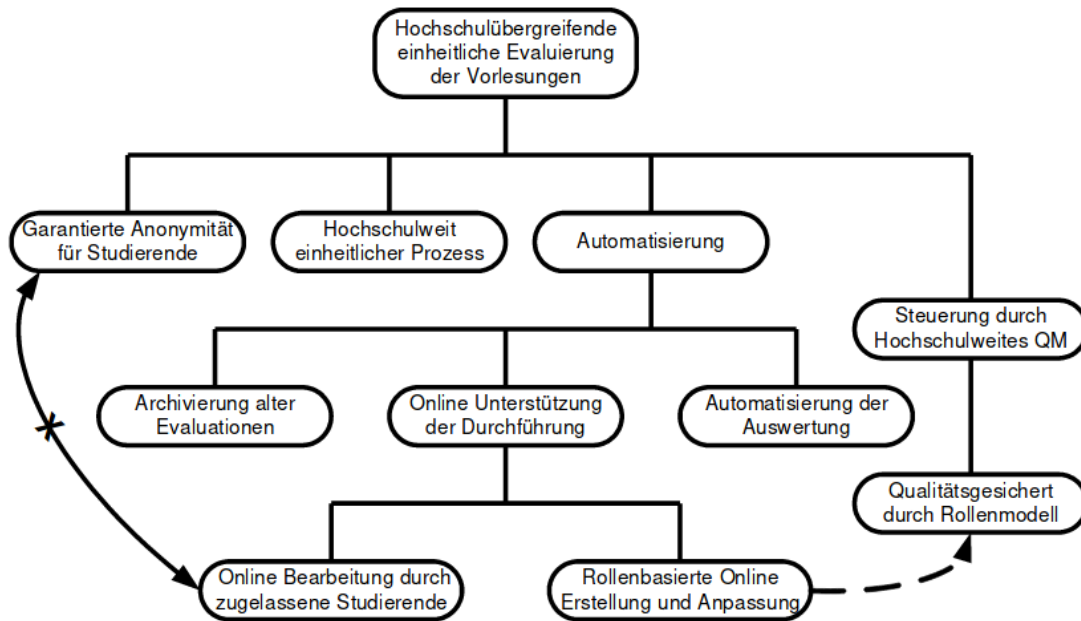 Hochschulübergreifende
einheitliche Evaluierung
der Vorlesungen
Garantierte Anonymität
für Studierende
Hochschulweit
einheitlicher Prozess
Automatisierung
Steuerung durch
Hochschulweites QM
Archivierung alter
Evaluationen
Online Unterstützung
der Durchführung
Automatisierung der
Auswertung
Qualitätsgesichert
durch Rollenmodell
Online Bearbeitung durch
zugelassene Studierende
Rollenbasierte Online
Erstellung und Anpassung